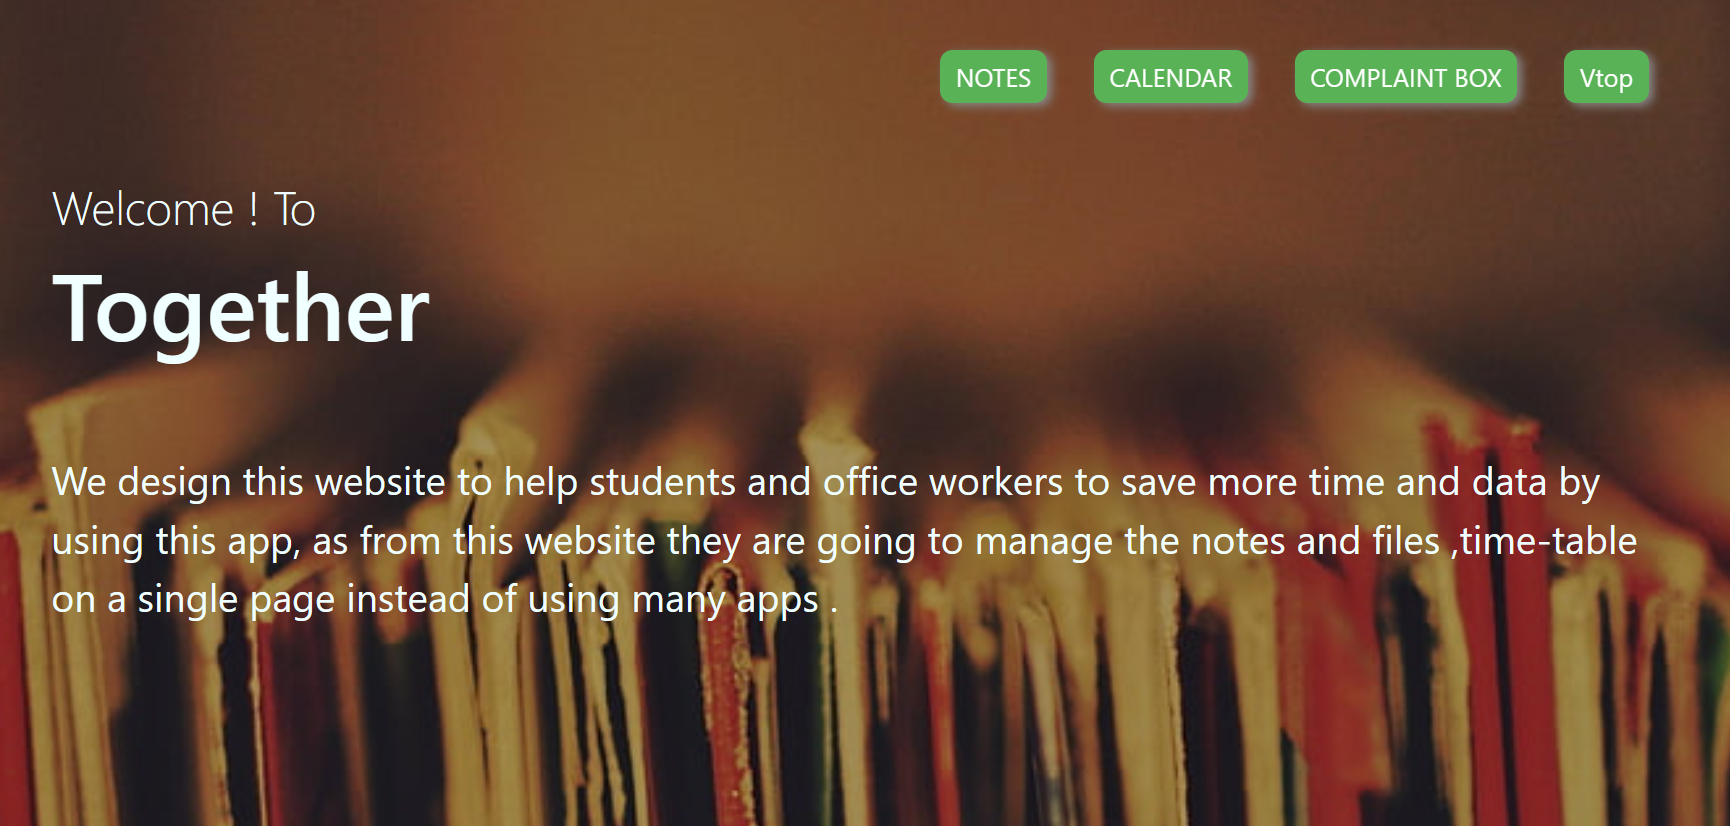 NOTES CALENDAR COMPLAINT BOX Vtop
Welcome ! To
Together
We design this website to help students and office workers to save more time and data by
using this app, as from this website they are going to manage the notes and files ,time-table
on a single page instead of using many apps .